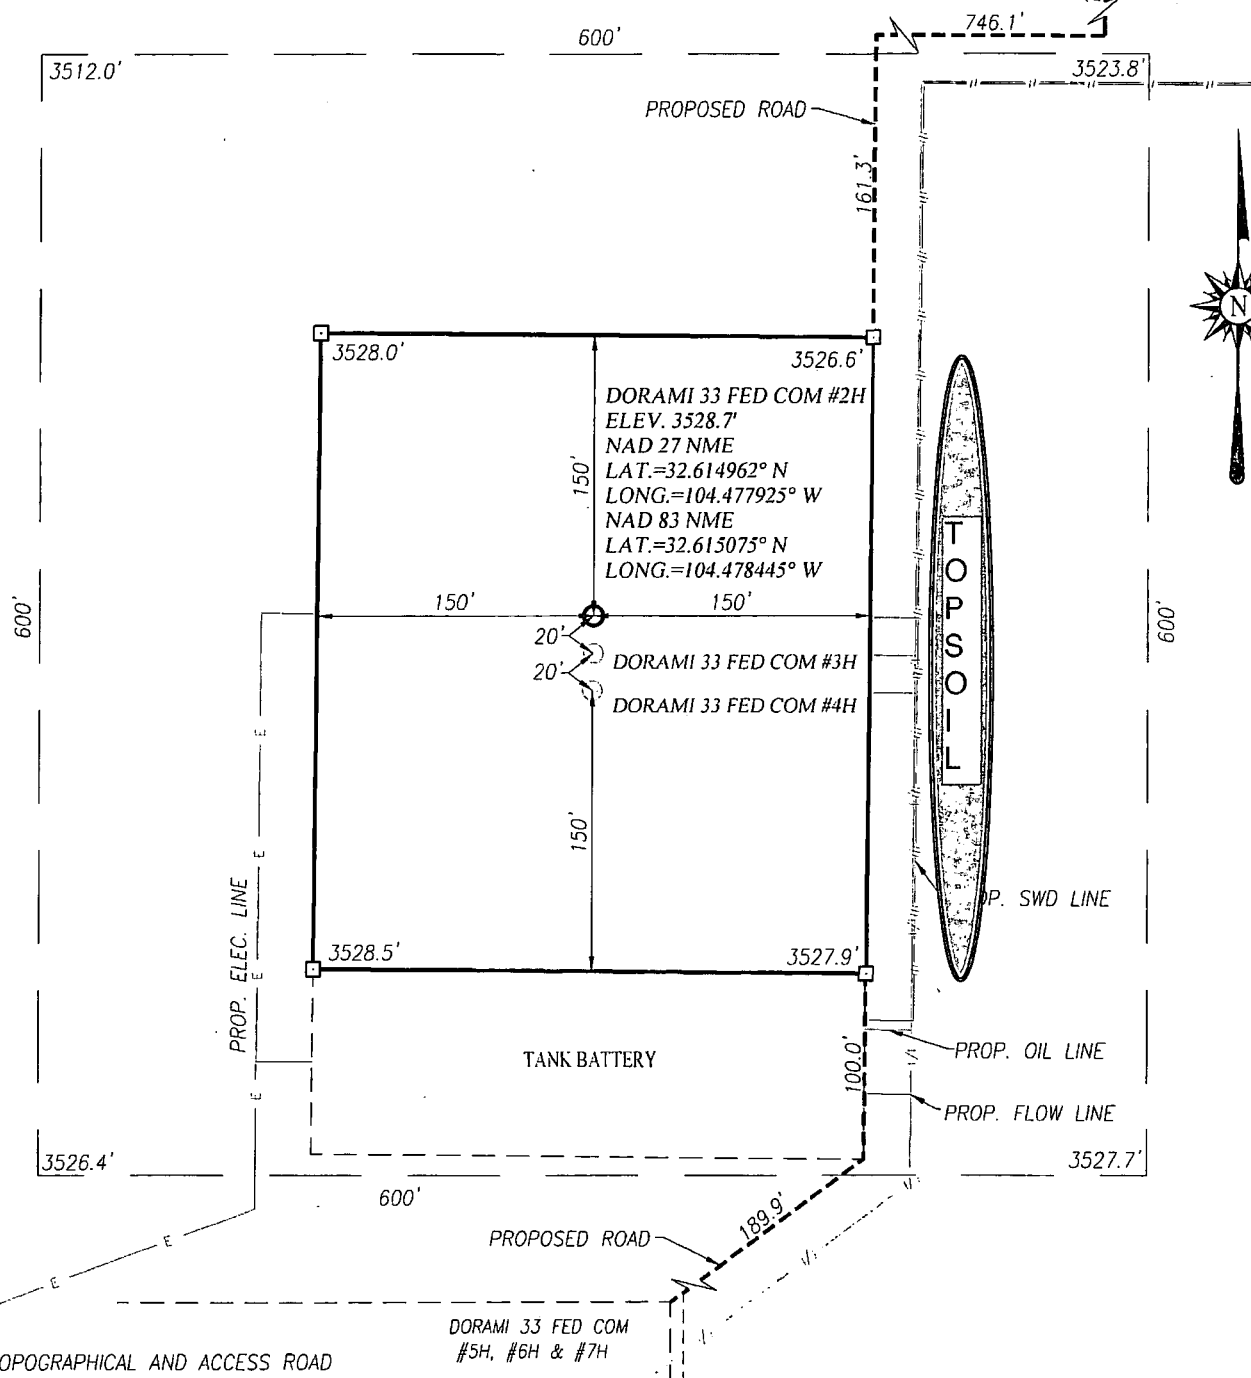 746.1'
600'
3512.0'
3523.8'
PROPOSED ROAD
161.3'
N
3528.0'
3526.6'
DORAMI 33 FED COM #2H
ELEV. 3528.7'
NAD 27 NME
LAT.=32.614962° N
LONG.=104.477925° W
NAD 83 NME
LAT.=32.615075° N
LONG.=104.478445° W
150'
TOPSOIL
600'
150'
150'
600'
20'
DORAMI 33 FED COM #3H
20'
DORAMI 33 FED COM #4H
E
150'
E
OP. SWD LINE
PROP. ELEC. LINE
3528.5'
3527.9'
E
TANK BATTERY
100.0'
PROP. OIL LINE
E
PROP. FLOW LINE
3526.4'
3527.7'
600'
189.9'
PROPOSED ROAD
E
E
DORAMI 33 FED COM
#5H, #6H & #7H
OPOGRAPHICAL AND ACCESS ROAD